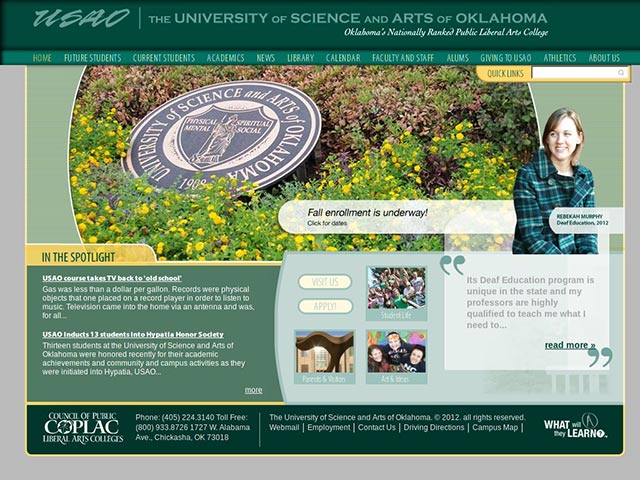 USAO THE UNIVERSITY OF SCIENCE AND ARTS OF OKLAHOMA
Oklahoma's Nationally Ranked Public Liberal Arts College
HOME FUTURE STUDENTS CURRENT STUDENTS ACADEMICS NEWS LIBRARY CALENDAR FACULTY AND STAFF ALUMS GIVING TO USAO ATHLETICS ABOUT US
QUICK LINKS
UNIVERSITY OF SCIENCE and ARTS of OKLAHOMA
PHYSICAL SPIRITUAL
MENTAL SOCIAL
1908
Fall enrollment is underway!
Click for dates
REBEKAH MURPHY
Deaf Education, 2012
IN THE SPOTLIGHT
USAO course takes TV back to 'old school'
Gas was less than a dollar per gallon. Records were physical
objects that one placed on a record player in order to listen to
music. Television came into the home via an antenna and was,
for all...
USAO Inducts 13 students Into Hypatia Honor Society
Thirteen students at the University of Science and Arts of
Oklahoma were honored recently for their academic
achievements and community and campus activities as they
were initiated into Hypatia, USAO...
more
VISIT US
APPLY!
Student Life
Parents & Visitors
Art & Ideas
“
Its Deaf Education program is
unique in the state and my
professors are highly
qualified to teach me what I
need to...
read more »
”
COUNCIL OF PUBLIC
COPLAC
LIBERAL ARTS COLLEGES
Phone: (405) 224.3140 Toll Free:
(800) 933.8726 1727 W. Alabama
Ave., Chickasha, OK 73018
The University of Science and Arts of Oklahoma. © 2012. all rights reserved.
Webmail | Employment | Contact Us | Driving Directions | Campus Map |
WHAT will
they LEARN?